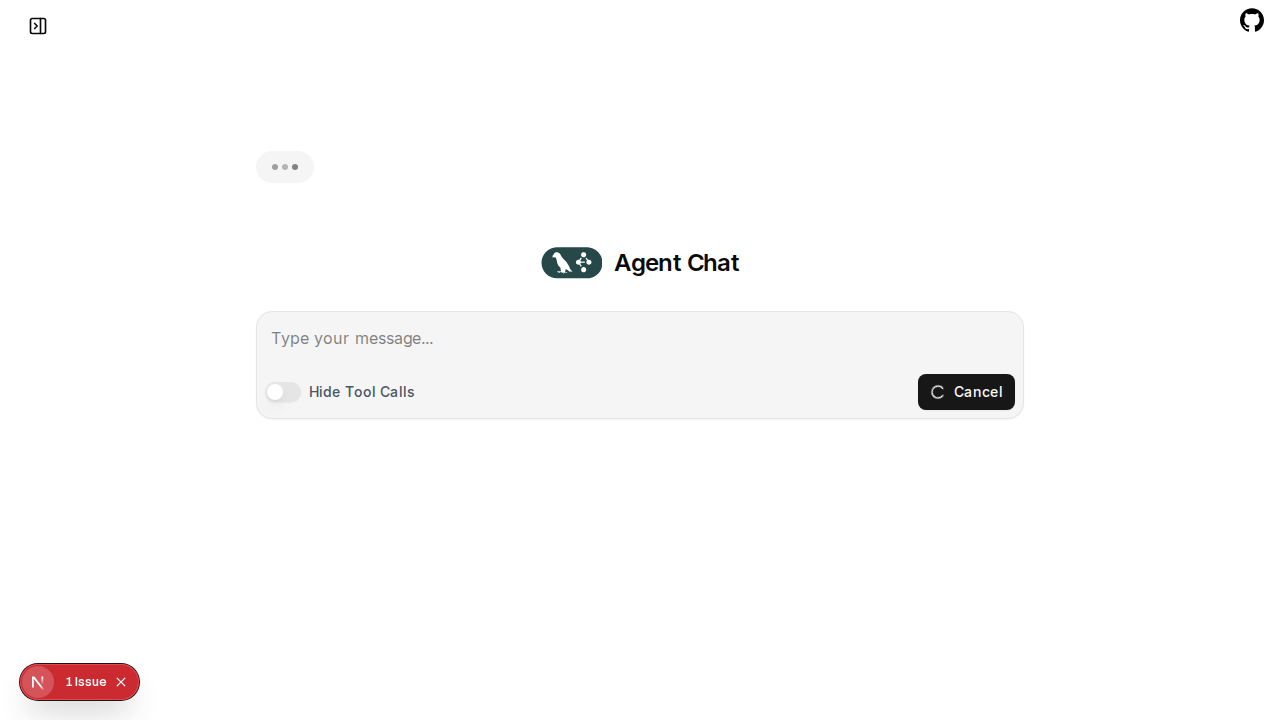 Agent Chat
Type your message...
Hide Tool Calls
Cancel
1 Issue